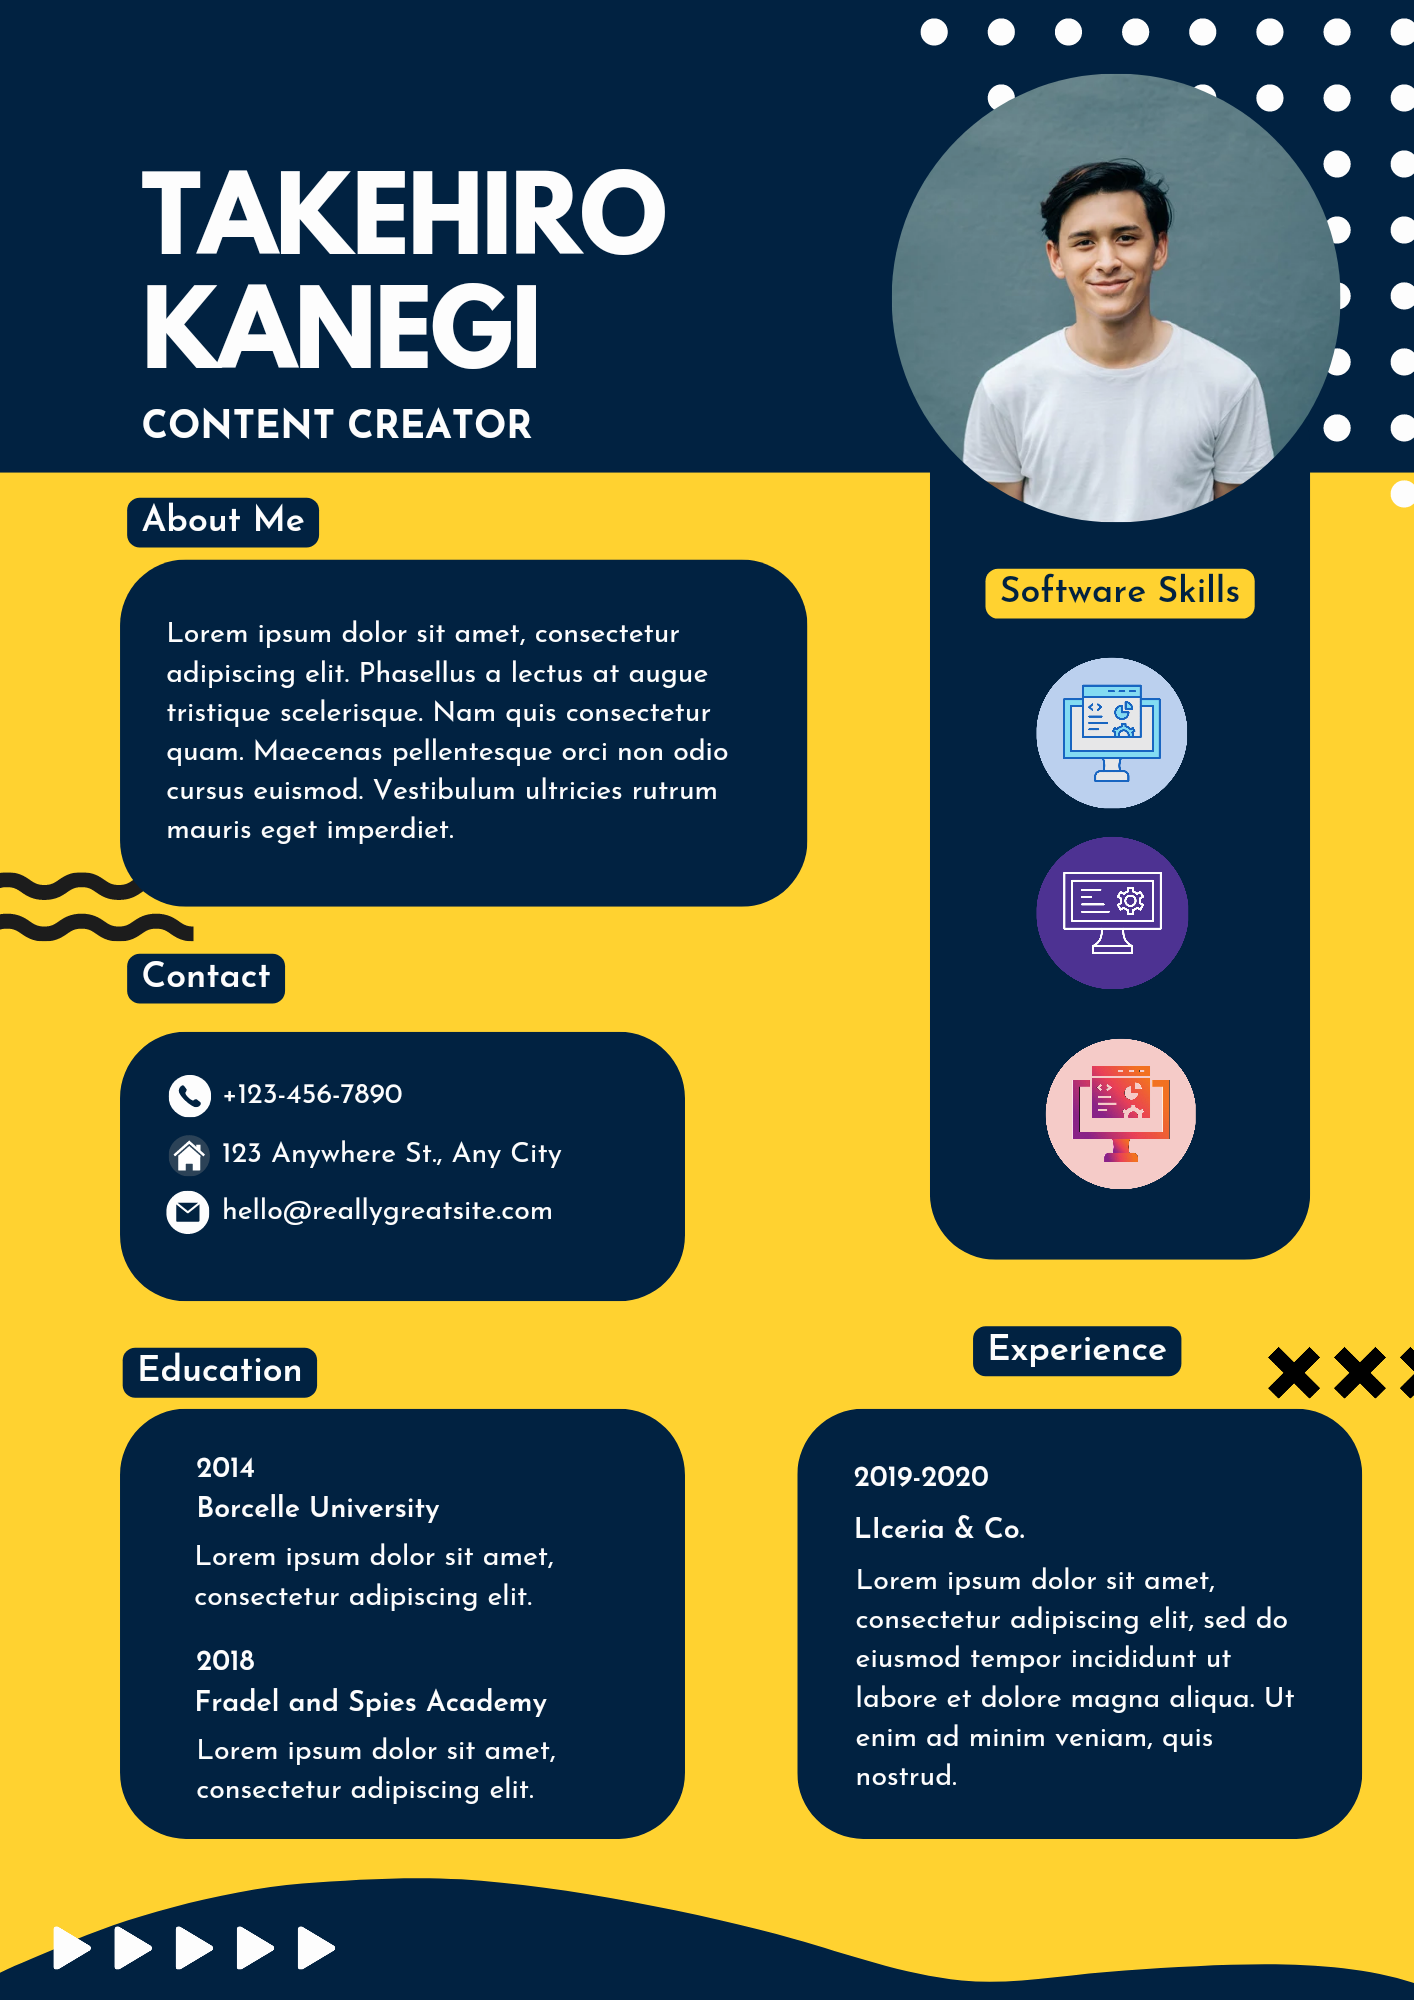 TAKEHIRO
KANEGI
CONTENT CREATOR
About Me
Lorem ipsum dolor sit amet, consectetur
adipiscing elit. Phasellus a lectus at augue
tristique scelerisque. Nam quis consectetur
quam. Maecenas pellentesque orci non odio
cursus euismod. Vestibulum ultricies rutrum
mauris eget imperdiet.
Contact
+123-456-7890
123 Anywhere St., Any City
hello@reallygreatsite.com
Education
2014
Borcelle University
Lorem ipsum dolor sit amet,
consectetur adipiscing elit.
2018
Fradel and Spies Academy
Lorem ipsum dolor sit amet,
consectetur adipiscing elit.
Software Skills
Experience
2019-2020
LIceria & Co.
Lorem ipsum dolor sit amet,
consectetur adipiscing elit, sed do
eiusmod tempor incididunt ut
labore et dolore magna aliqua. Ut
enim ad minim veniam, quis
nostrud.